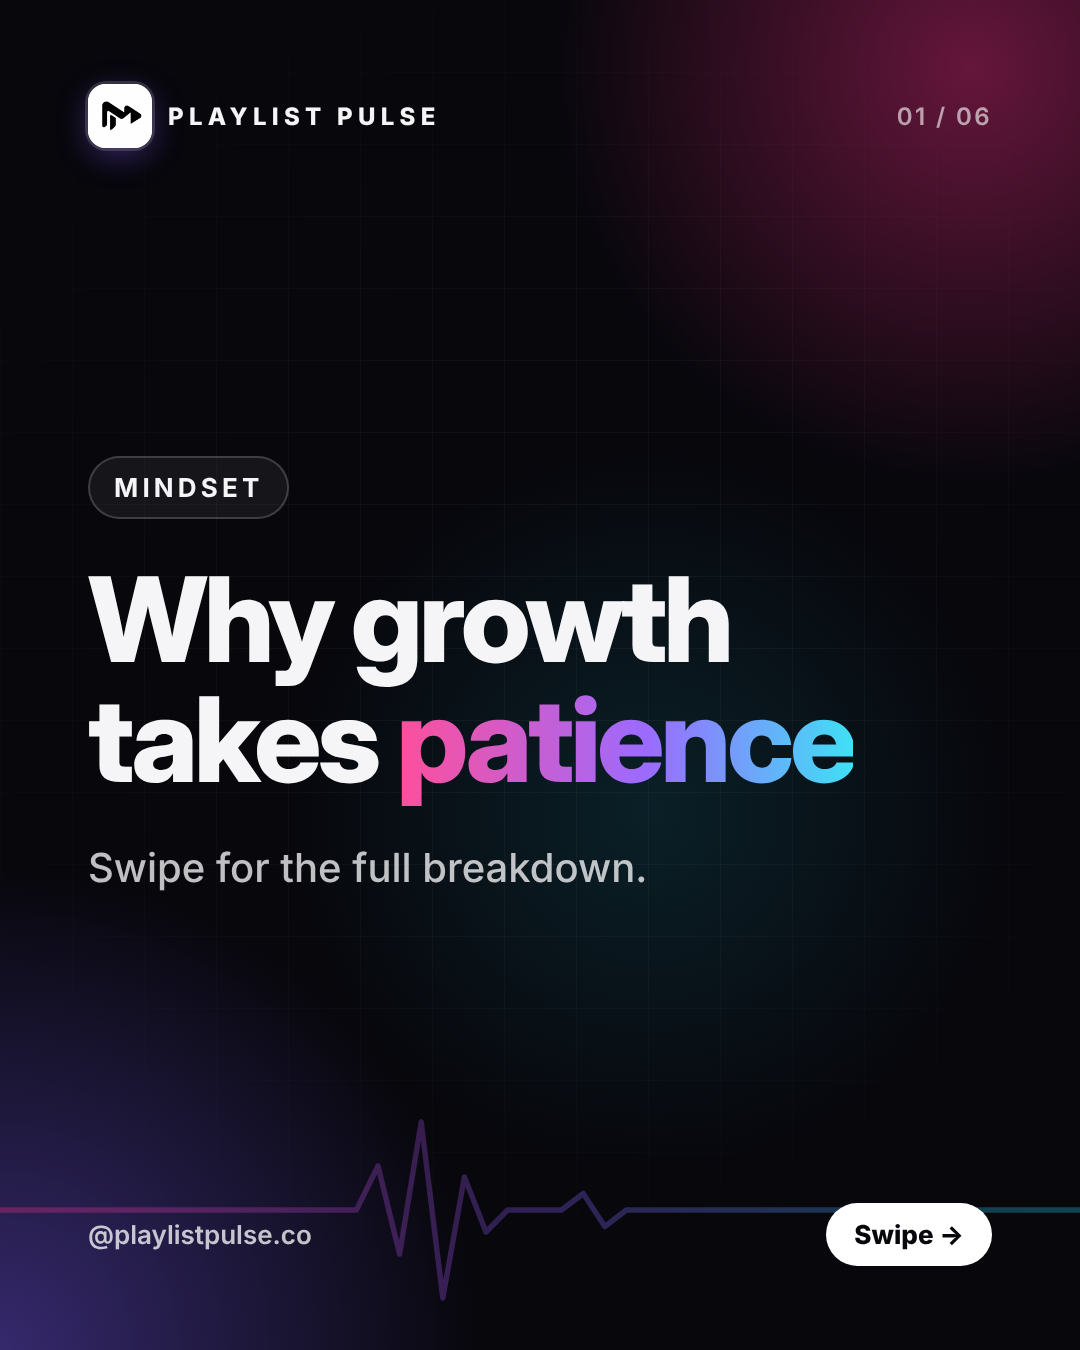 PLAYLIST PULSE
01 / 06
MINDSET
Why growth
takes patience
Swipe for the full breakdown.
@playlistpulse.co
Swipe →